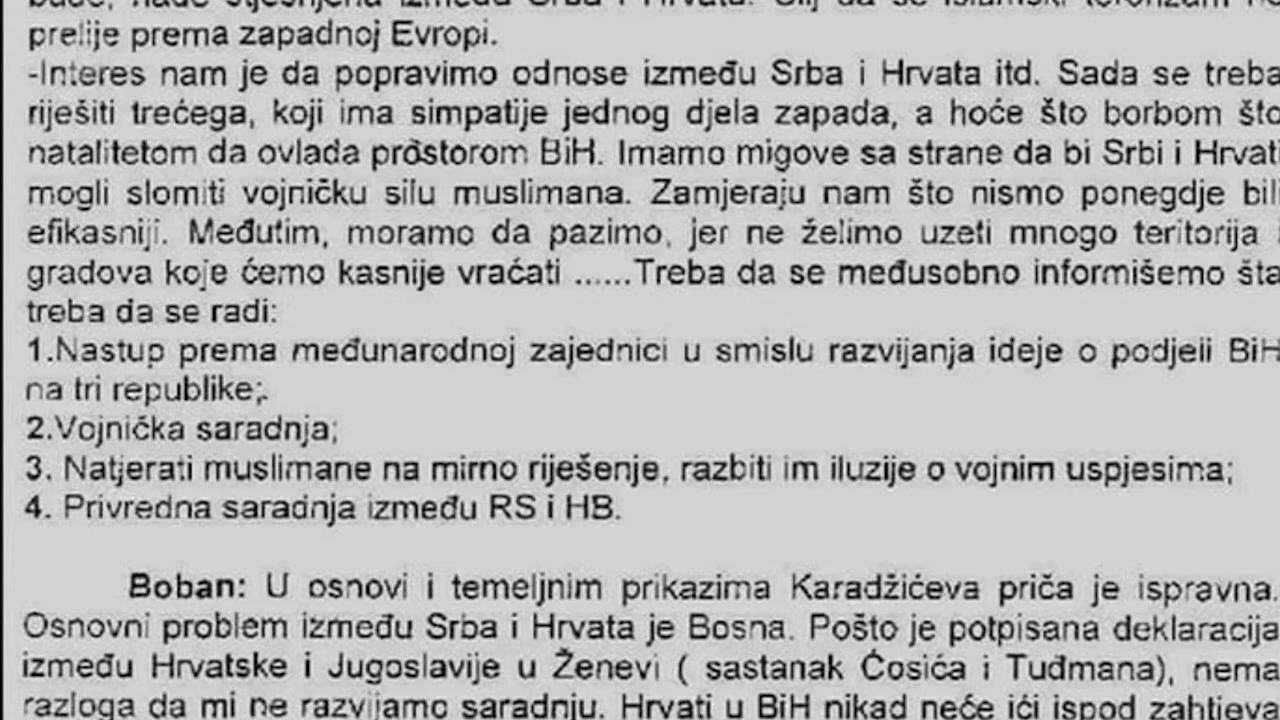 prelije prema zapadnoj Evropi.
-Interes nam je da popravimo odnose između Srba i Hrvata itd. Sada se treba
riješiti trećega, koji ima simpatije jednog djela zapada, a hoće što borbom što
natalitetom da ovlada prostorom BiH. Imamo migove sa strane da bi Srbi i Hrvati
mogli slomiti vojničku silu muslimana. Zamjeraju nam što nismo ponegdje bili
efikasniji. Međutim, moramo da pazimo, jer ne želimo uzeti mnogo teritorija i
gradova koje ćemo kasnije vraćati ......Treba da se međusobno informišemo šta
treba da se radi:
1.Nastup prema međunarodnoj zajednici u smislu razvijanja ideje o podjeli BiH
na tri republike;.
2.Vojnička saradnja;
3. Natjerati muslimane na mirno riješenje, razbiti im iluzije o vojnim uspjesima;
4. Privredna saradnja između RS i HB.
Boban: U osnovi i temeljnim prikazima Karadžićeva priča je ispravna.
Osnovni problem između Srba i Hrvata je Bosna. Pošto je potpisana deklaracija
između Hrvatske i Jugoslavije u Ženevi ( sastanak Ćosića i Tuđmana), nema
razloga da mi ne razvijamo saradnju. Hrvati u BiH nikad neće ići ispod zahtjeva